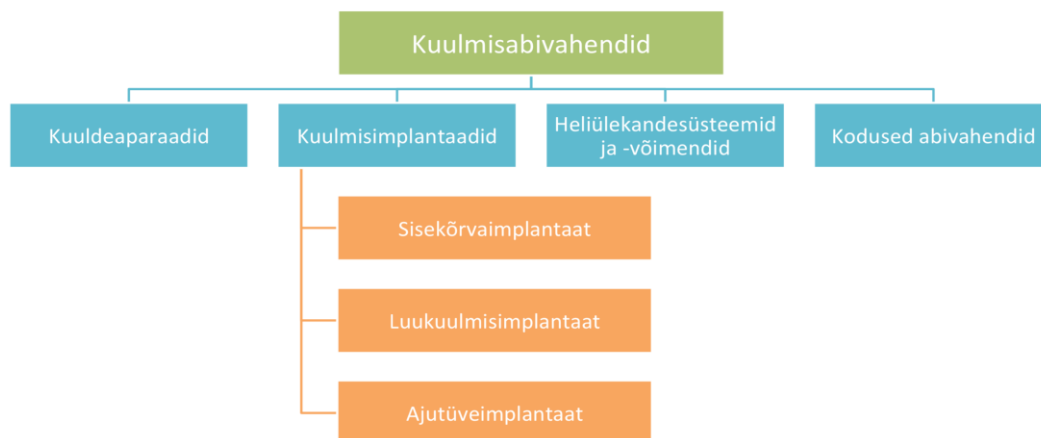 Kuulmisabivahendid
Kuuldeaparaadid
Kuulmisimplantaadid
Heliülekandesüsteemid
ja -võimendid
Kodused abivahendid
Sisekõrvaimplantaat
Luukuulmisimplantaat
Ajutüveimplantaat